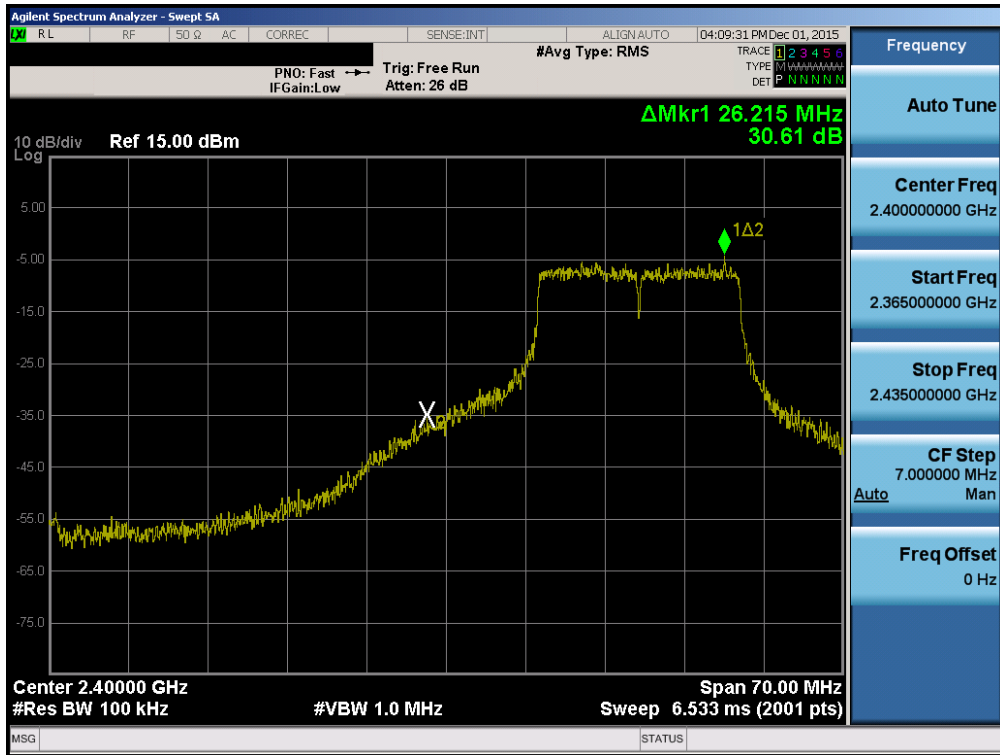 Agilent Spectrum Analyzer - Swept SA
LXI RL RF 50 Ω AC CORREC SENSE:INT ALIGN AUTO 04:09:31 PM Dec 01, 2015
#Avg Type: RMS TRACE 1 2 3 4 5 6
PNO: Fast Trig: Free Run TYPE M WWWWW
IFGain:Low Atten: 26 dB DET P N N N N N
ΔMkr1 26.215 MHz
10 dB/div Ref 15.00 dBm 30.61 dB
Log
5.00
1Δ2
-5.00
-15.0
-25.0
-35.0
X2
-45.0
-55.0
-65.0
-75.0
Center 2.40000 GHz Span 70.00 MHz
#Res BW 100 kHz #VBW 1.0 MHz Sweep 6.533 ms (2001 pts)
MSG STATUS
Frequency
Auto Tune
Center Freq
2.400000000 GHz
Start Freq
2.365000000 GHz
Stop Freq
2.435000000 GHz
CF Step
7.000000 MHz
Auto Man
Freq Offset
0 Hz